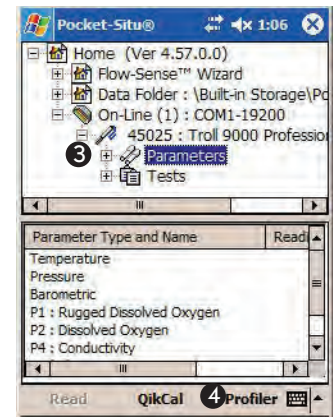 Pocket-Situ® 1:06
Home (Ver 4.57.0.0)
Flow-Sense™ Wizard
Data Folder : \Built-in Storage\Po
On-Line (1) : COM1-19200
45025 : Troll 9000 Profession
3 Parameters
Tests
Parameter Type and Name Readi
Temperature
Pressure
Barometric
P1 : Rugged Dissolved Oxygen
P2 : Dissolved Oxygen
P4 : Conductivity
Read QikCal 4 Profiler